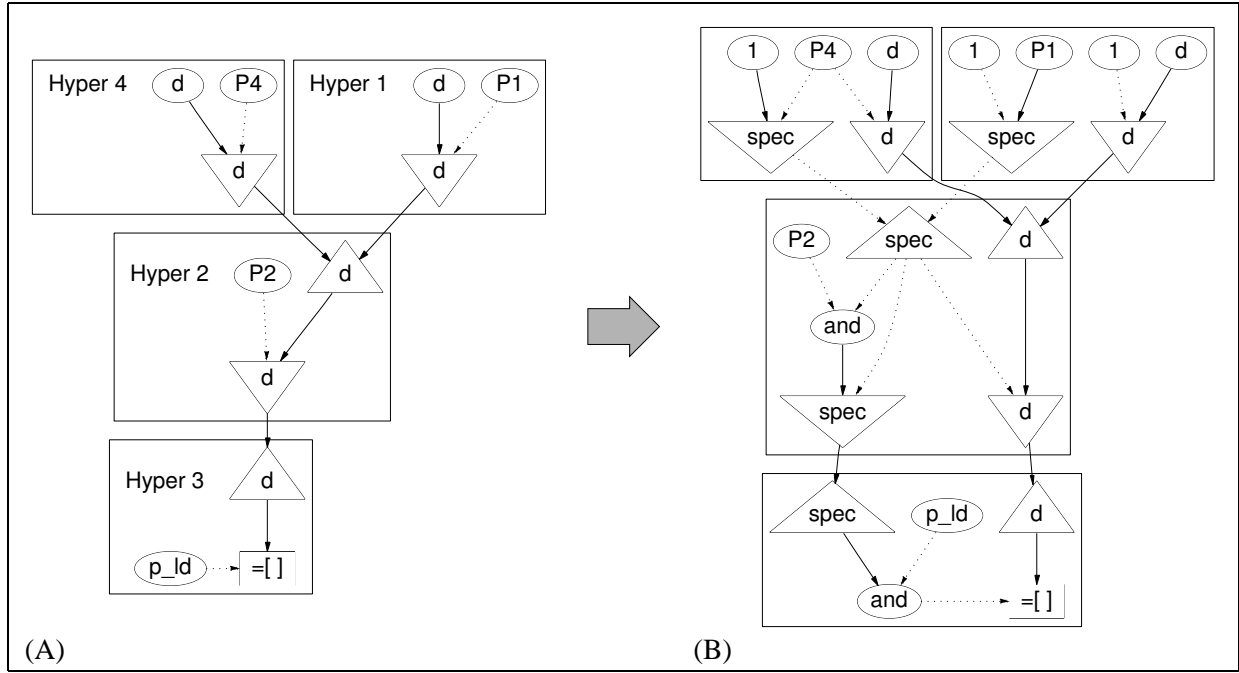 Hyper 4 d P4 Hyper 1 d P1
d d
Hyper 2 P2 d
d
Hyper 3 d
p_ld =[ ]
(A)
1 P4 d 1 P1 1 d
spec d spec d
P2 spec d
and
spec d
spec p_ld d
and =[ ]
(B)